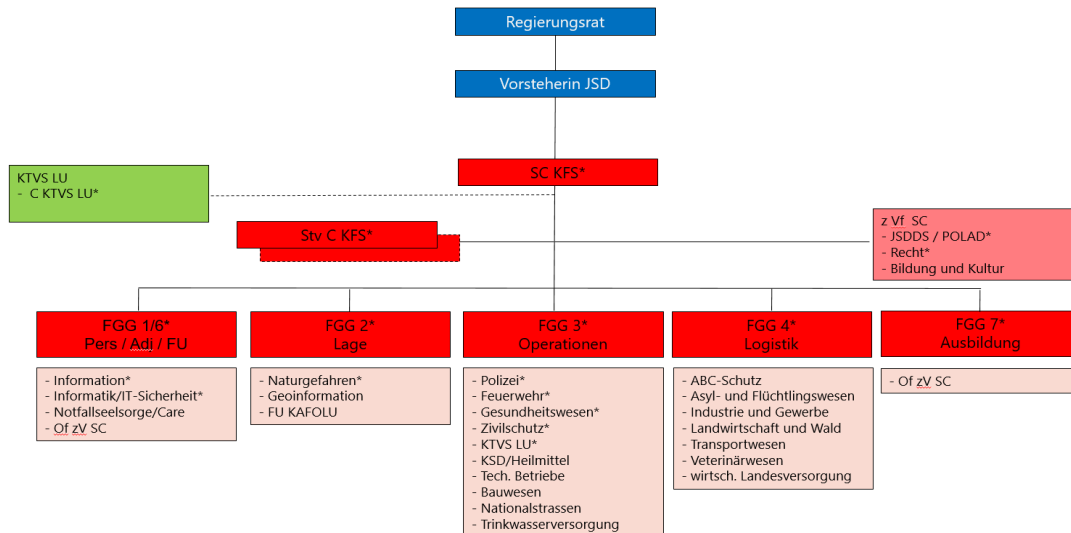 Regierungsrat
Vorsteherin JSD
SC KFS*
KTVS LU
- C KTVS LU*
Stv C KFS*
z Vf SC
- JSDDS / POLAD*
- Recht*
- Bildung und Kultur
FGG 1/6*
Pers / Adj / FU
- Information*
- Informatik/IT-Sicherheit*
- Notfallseelsorge/Care
- Of zV SC
FGG 2*
Lage
- Naturgefahren*
- Geoinformation
- FU KAFOLU
FGG 3*
Operationen
- Polizei*
- Feuerwehr*
- Gesundheitswesen*
- Zivilschutz*
- KTVS LU*
- KSD/Heilmittel
- Tech. Betriebe
- Bauwesen
- Nationalstrassen
- Trinkwasserversorgung
FGG 4*
Logistik
- ABC-Schutz
- Asyl- und Flüchtlingswesen
- Industrie und Gewerbe
- Landwirtschaft und Wald
- Transportwesen
- Veterinärwesen
- wirtsch. Landesversorgung
FGG 7*
Ausbildung
- Of zV SC